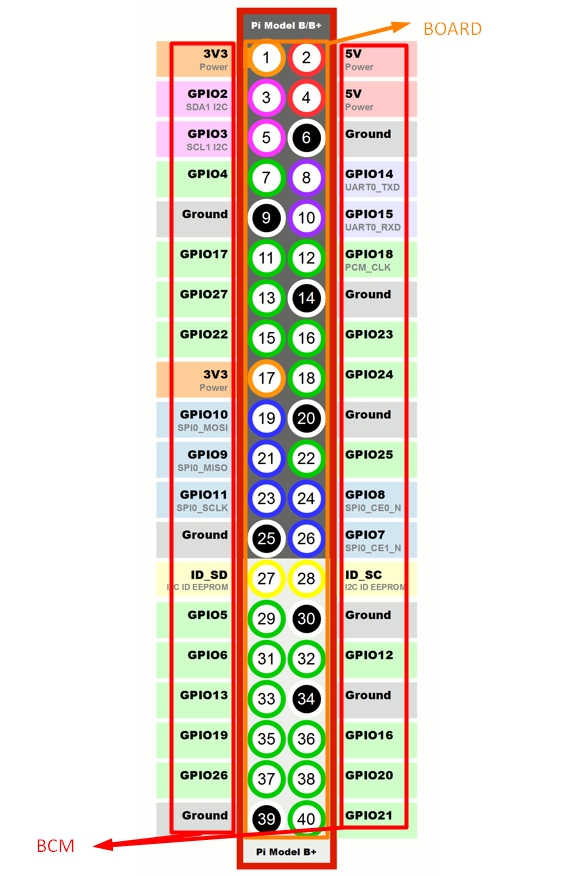 Pi Model B/B+
BOARD
3V3 1 2 5V
Power Power
GPIO2 3 4 5V
SDA1 I2C Power
GPIO3 5 6 Ground
SCL1 I2C
GPIO4 7 8 GPIO14
UART0_TXD
Ground 9 10 GPIO15
UART0_RXD
GPIO17 11 12 GPIO18
PCM_CLK
GPIO27 13 14 Ground
GPIO22 15 16 GPIO23
3V3 17 18 GPIO24
Power
GPIO10 19 20 Ground
SPI0_MOSI
GPIO9 21 22 GPIO25
SPI0_MISO
GPIO11 23 24 GPIO8
SPI0_SCLK SPI0_CE0_N
Ground 25 26 GPIO7
SPI0_CE1_N
ID_SD 27 28 ID_SC
I2C ID EEPROM I2C ID EEPROM
GPIO5 29 30 Ground
GPIO6 31 32 GPIO12
GPIO13 33 34 Ground
GPIO19 35 36 GPIO16
GPIO26 37 38 GPIO20
Ground 39 40 GPIO21
BCM
Pi Model B+